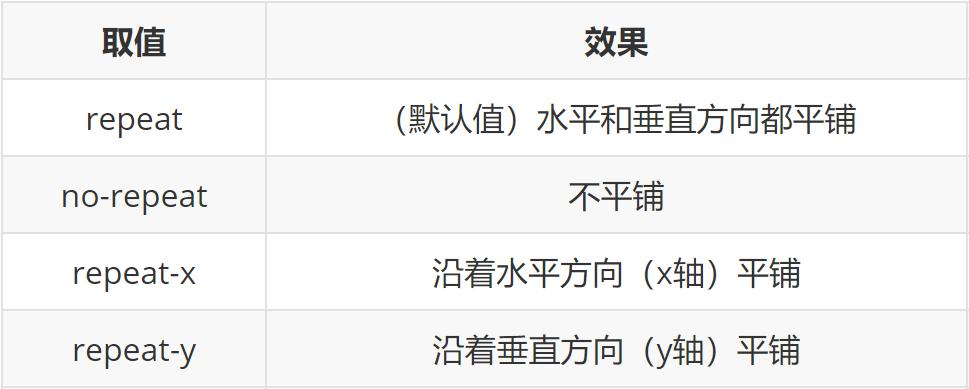 取值 效果
repeat （默认值）水平和垂直方向都平铺
no-repeat 不平铺
repeat-x 沿着水平方向（x轴）平铺
repeat-y 沿着垂直方向（y轴）平铺